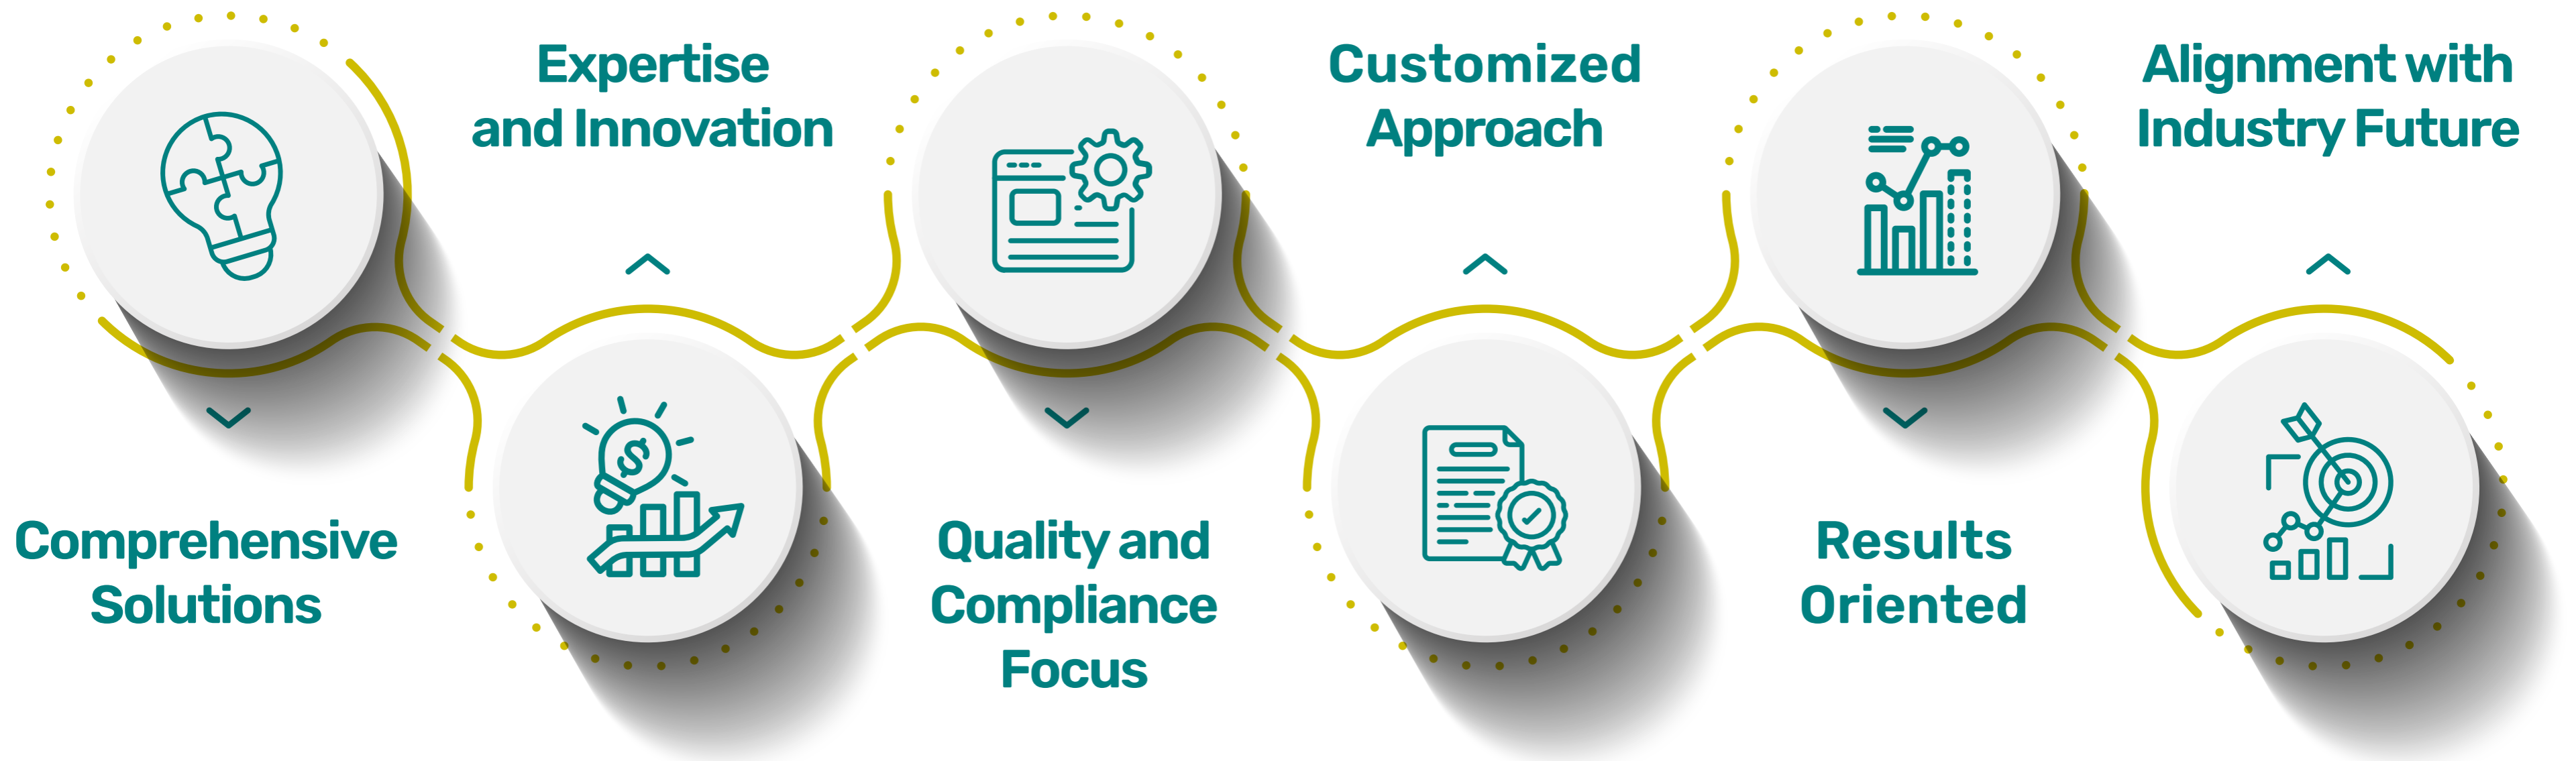 Comprehensive
Solutions
Expertise
and Innovation
Quality and
Compliance
Focus
Customized
Approach
Results
Oriented
Alignment with
Industry Future